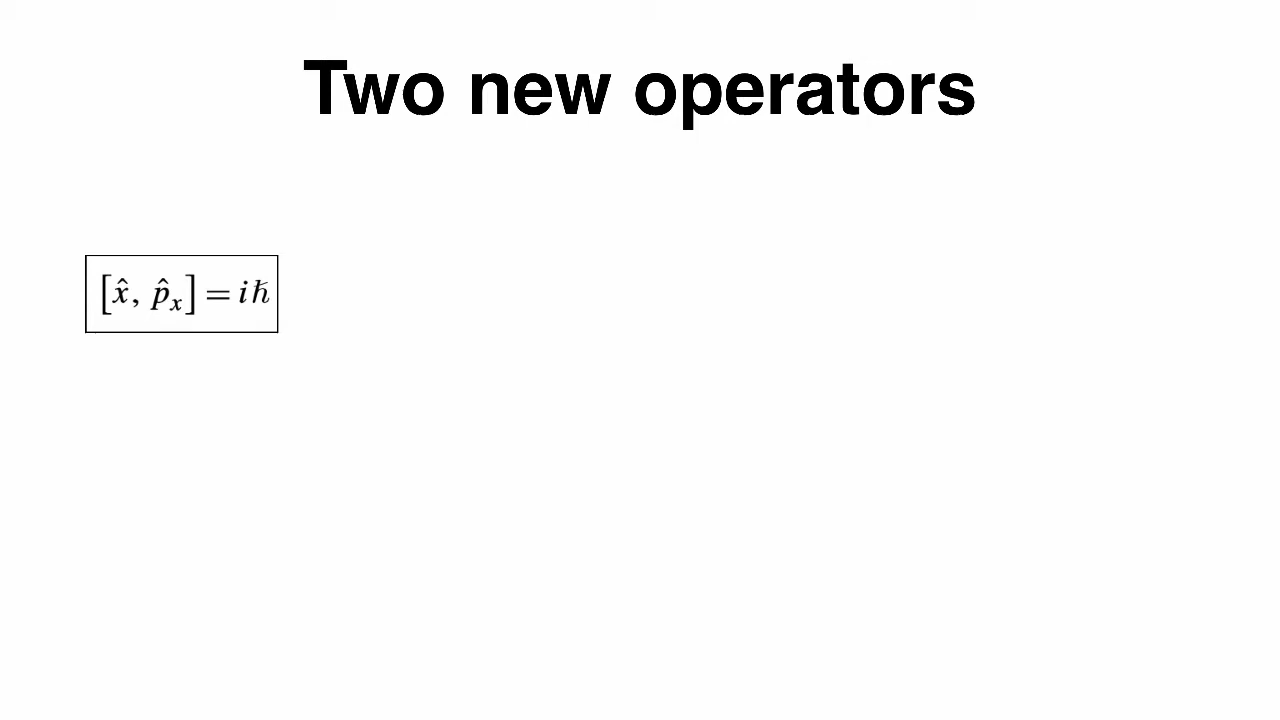 Two new operators
[x̂, p̂ₓ] = iℏ